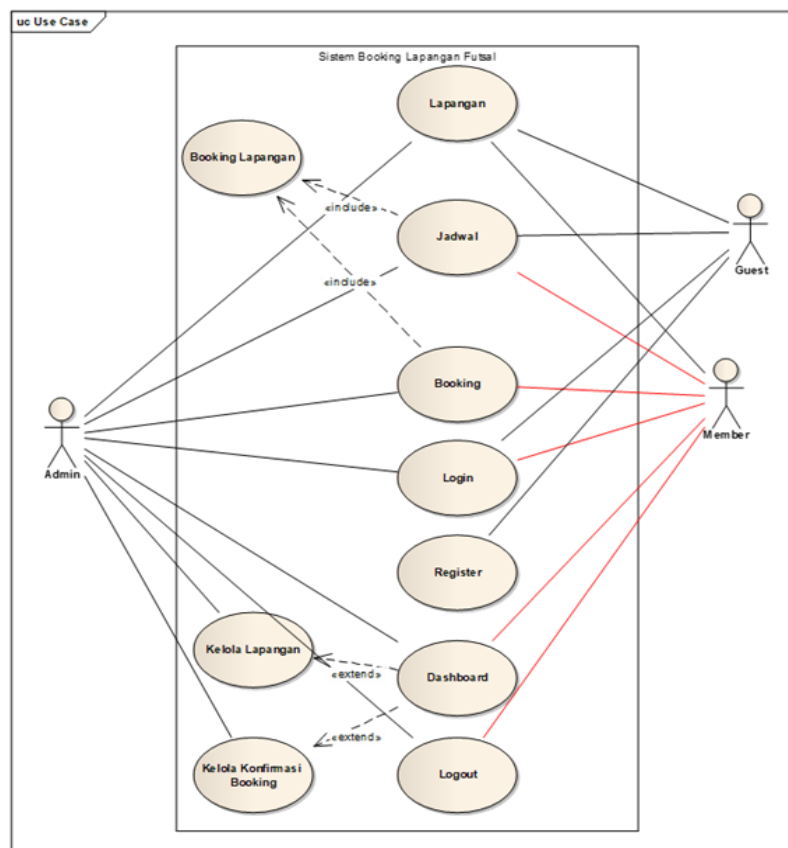 uc Use Case
Sistem Booking Lapangan Futsal
Lapangan
Booking Lapangan
«include»
Jadwal
Guest
«include»
Booking
Member
Admin
Login
Register
Kelola Lapangan
«extend»
Dashboard
«extend»
Kelola Konfirmasi
Booking
Logout